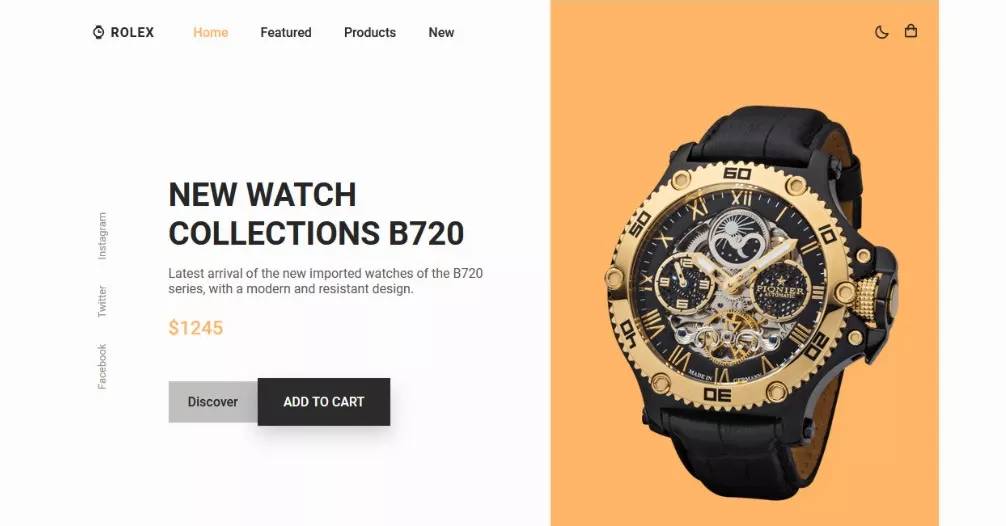 ROLEX
Home
Featured
Products
New
Instagram
Twitter
Facebook
NEW WATCH
COLLECTIONS B720
Latest arrival of the new imported watches of the B720
series, with a modern and resistant design.
$1245
Discover
ADD TO CART
60
10
20
30
40
50
XI
XII
PIONIER
AUTOMATIC
MADE IN
GERMANY